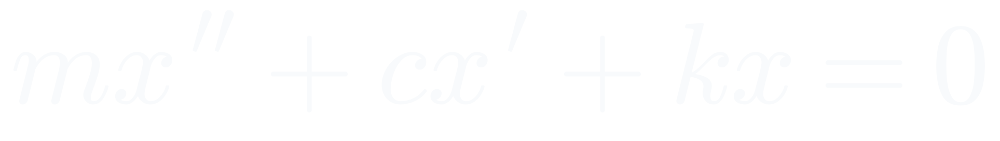 mx″ + cx′ + kx = 0